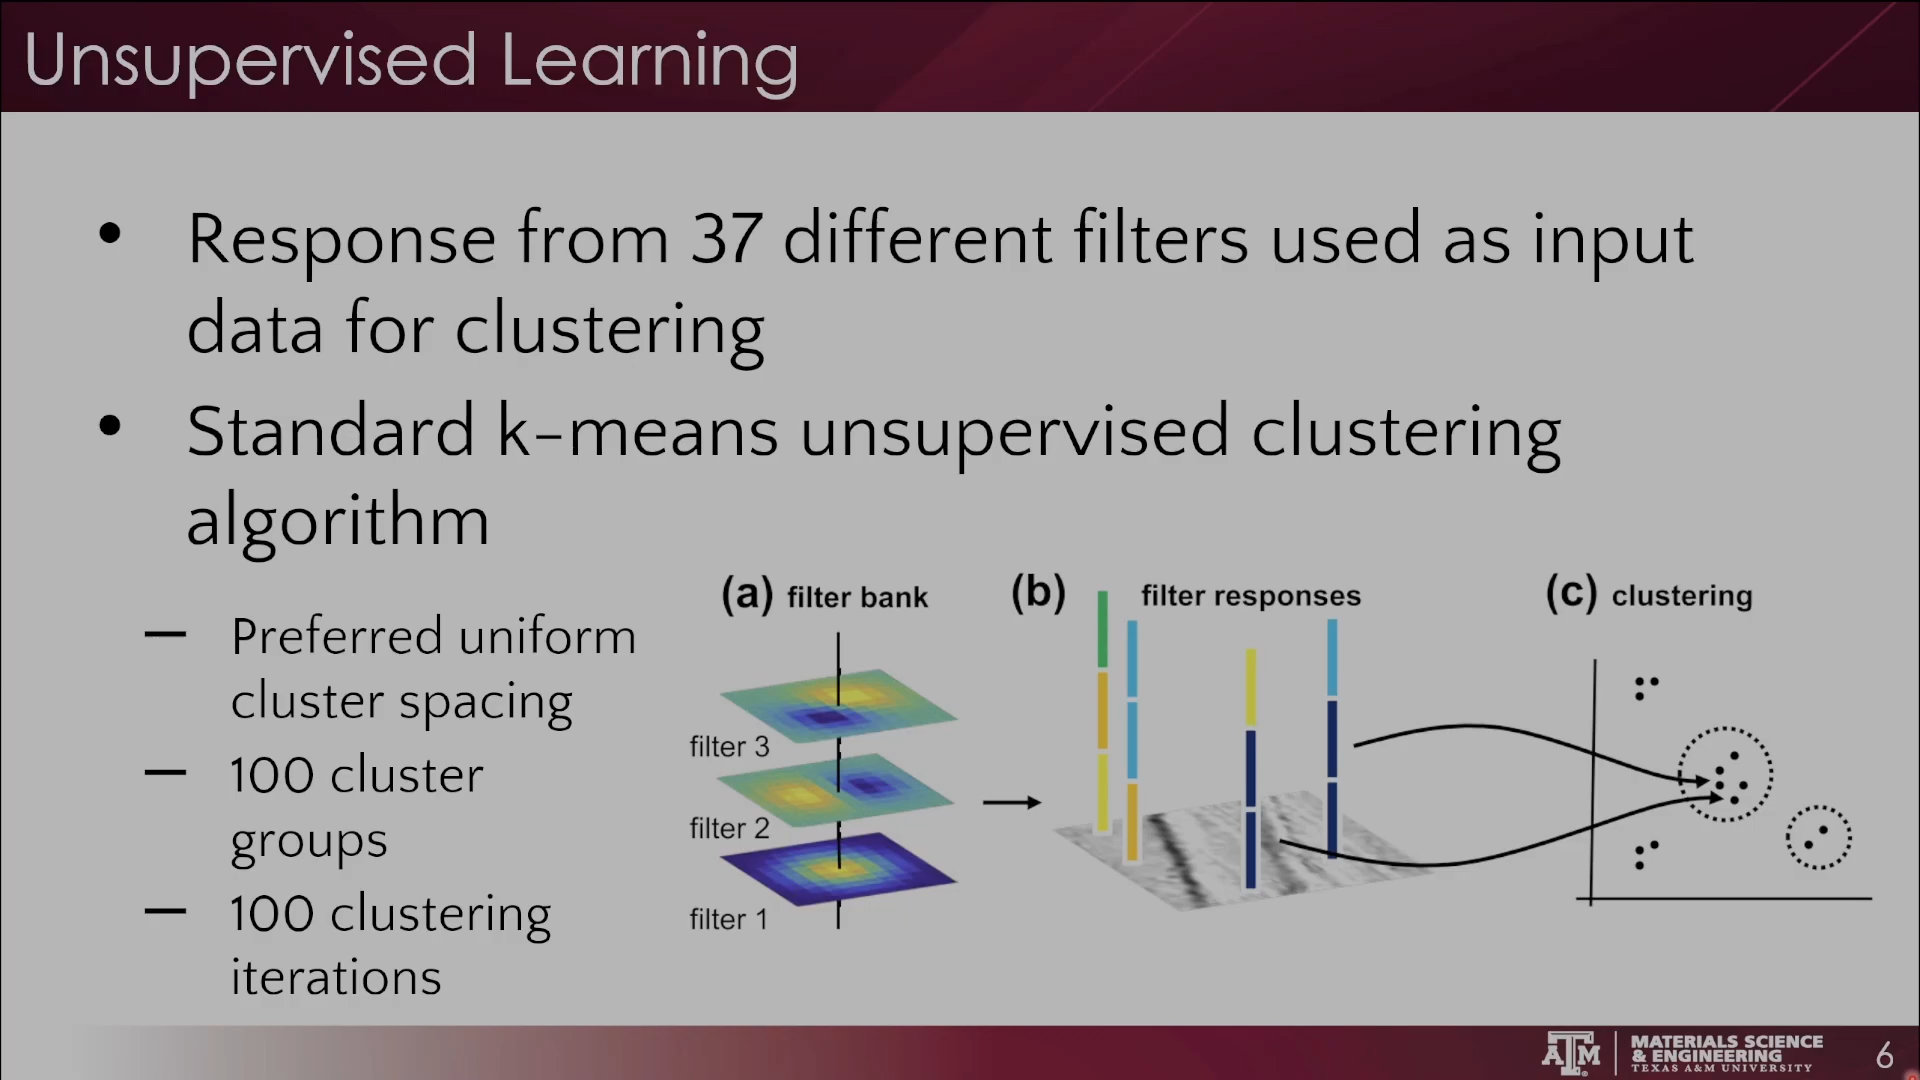 Unsupervised Learning
• Response from 37 different filters used as input
data for clustering
• Standard k-means unsupervised clustering
algorithm
— Preferred uniform
cluster spacing
— 100 cluster
groups
— 100 clustering
iterations
(a) filter bank
filter 3
filter 2
filter 1
(b) filter responses
(c) clustering
ATM
MATERIALS SCIENCE
& ENGINEERING
TEXAS A&M UNIVERSITY
6